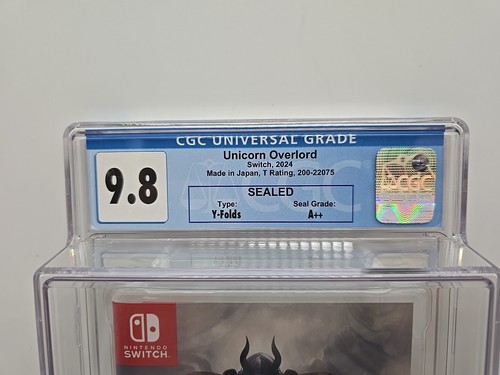 CGC UNIVERSAL GRADE
9.8
Unicorn Overlord
Switch, 2024
Made in Japan, T Rating, 200-22075
SEALED
Type:
Seal Grade:
Y-Folds
A++
CGC
NINTENDO
SWITCH